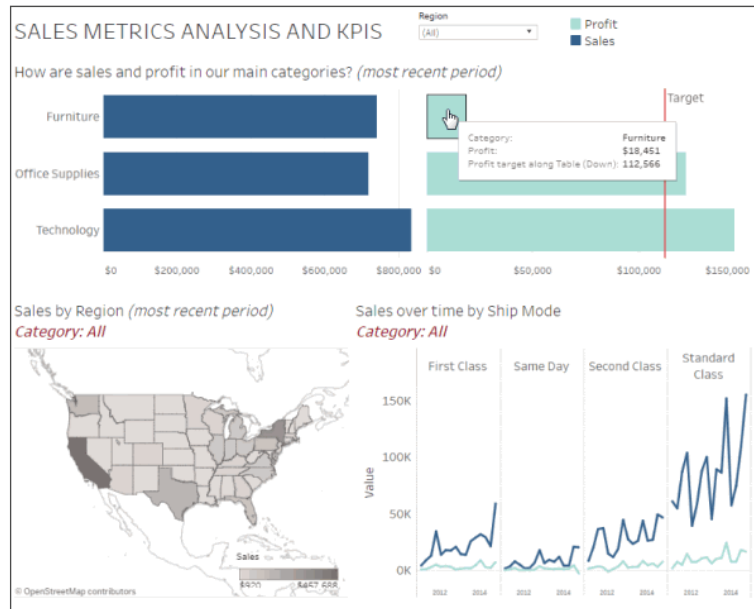 SALES METRICS ANALYSIS AND KPIS
Region
(All)
Profit
Sales
How are sales and profit in our main categories? (most recent period)
Target
Furniture
Office Supplies
Technology
Category: Furniture
Profit: $18,451
Profit target along Table (Down): 112,566
$0 $200,000 $400,000 $600,000 $800,000 $0 $50,000 $100,000 $150,000
Sales by Region (most recent period)
Category: All
Sales
$457,688
© OpenStreetMap contributors
Sales over time by Ship Mode
Category: All
First Class Same Day Second Class Standard Class
Value
150K
100K
50K
0K
2012 2014 2012 2014 2012 2014 2012 2014